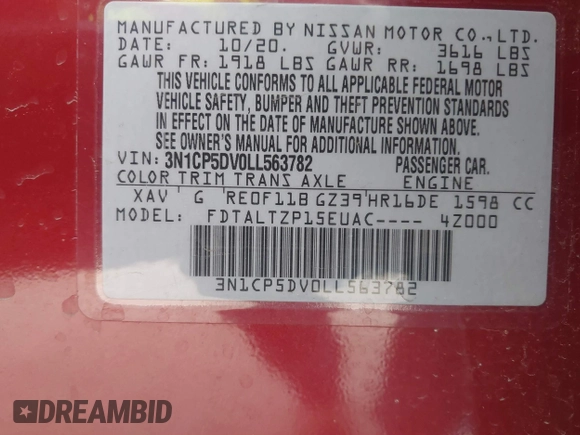 MANUFACTURED BY NISSAN MOTOR CO.,LTD.
DATE: 10/20. GVWR: 3616 LBS
GAWR FR: 1918 LBS GAWR RR: 1698 LBS
THIS VEHICLE CONFORMS TO ALL APPLICABLE FEDERAL MOTOR
VEHICLE SAFETY, BUMPER AND THEFT PREVENTION STANDARDS
IN EFFECT ON THE DATE OF MANUFACTURE SHOWN ABOVE. SEE
OWNER'S MANUAL FOR ADDITIONAL INFORMATION.
VIN: 3N1CP5DV0LL563782 PASSENGER CAR.
COLOR TRIM TRANS AXLE ENGINE
XAV G RE0F11B GZ39 HR16DE 1598 CC
MODEL: FDTALTZP15EUAC---- 4Z000
3N1CP5DV0LL563782
DREAMBID